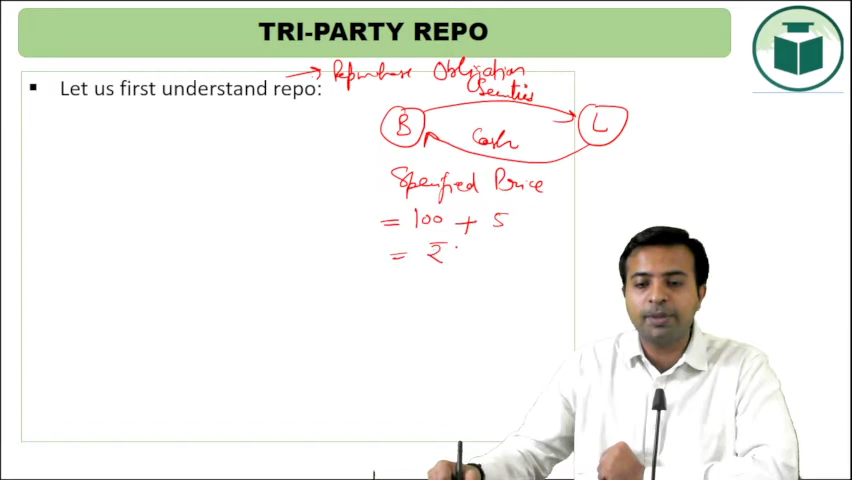 TRI-PARTY REPO
→ Repurchase Obligation
▪ Let us first understand repo:
Securities
B
L
Cash
Specified Price
= 100 + 5
= ₹